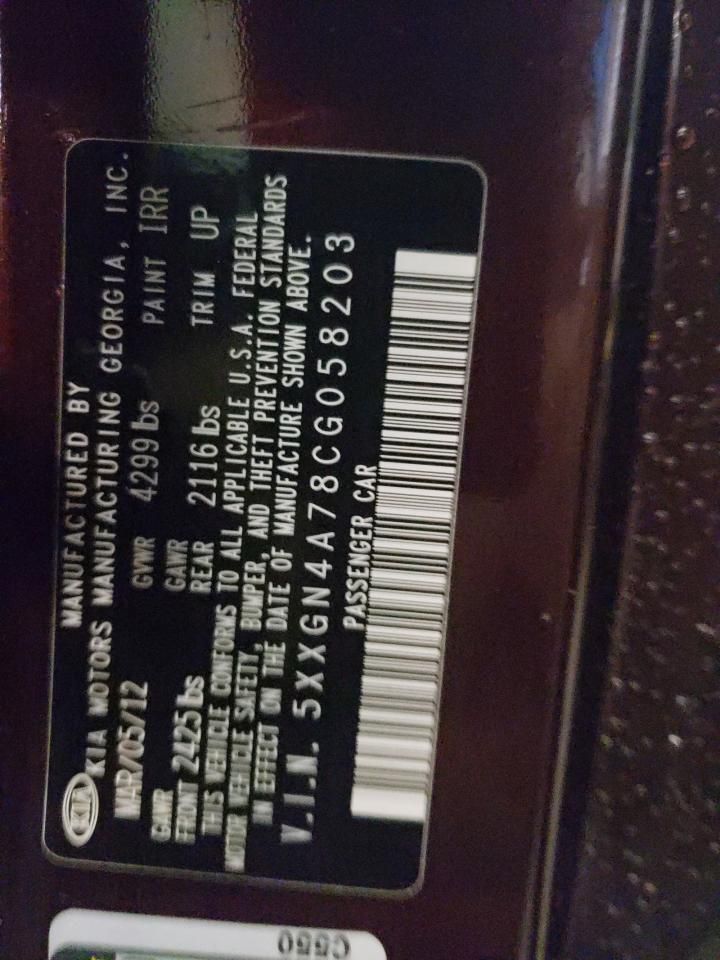 MANUFACTURED BY
KIA KIA MOTORS MANUFACTURING GEORGIA, INC.
MAR/05/12 GVWR 4299 lbs PAINT IRR
GAWR GAWR
FRONT 2425 lbs REAR 2116 lbs TRIM UP
THIS VEHICLE CONFORMS TO ALL APPLICABLE U.S.A. FEDERAL
MOTOR VEHICLE SAFETY, BUMPER, AND THEFT PREVENTION STANDARDS
IN EFFECT ON THE DATE OF MANUFACTURE SHOWN ABOVE.
V.I.N. 5XXGN4A78CG058203
PASSENGER CAR
C550